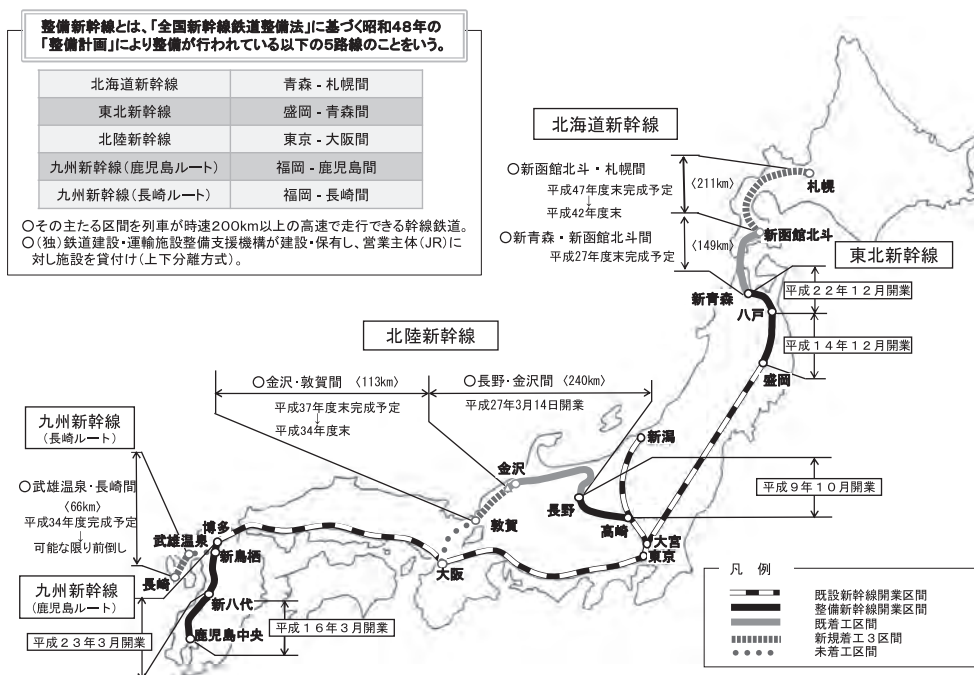 整備新幹線とは、「全国新幹線鉄道整備法」に基づく昭和48年の
「整備計画」により整備が行われている以下の5路線のことをいう。
北海道新幹線 青森 - 札幌間
東北新幹線 盛岡 - 青森間
北陸新幹線 東京 - 大阪間
九州新幹線(鹿児島ルート) 福岡 - 鹿児島間
九州新幹線(長崎ルート) 福岡 - 長崎間
○その主たる区間を列車が時速200km以上の高速で走行できる幹線鉄道。
○(独)鉄道建設・運輸施設整備支援機構が建設・保有し、営業主体(JR)に
対し施設を貸付け(上下分離方式)。
北海道新幹線
○新函館北斗・札幌間
〈211km〉
平成47年度末完成予定
↓
平成42年度末
札幌
○新青森・新函館北斗間
〈149km〉
平成27年度末完成予定
新函館北斗
東北新幹線
新青森
平成22年12月開業
八戸
平成14年12月開業
盛岡
北陸新幹線
○金沢・敦賀間 〈113km〉
平成37年度末完成予定
↓
平成34年度末
○長野・金沢間 〈240km〉
平成27年3月14日開業
新潟
金沢
敦賀
長野
高崎
平成9年10月開業
大宮
東京
大阪
九州新幹線
(長崎ルート)
○武雄温泉・長崎間
〈66km〉
平成34年度完成予定
↓
可能な限り前倒し
武雄温泉
博多
新鳥栖
長崎
九州新幹線
(鹿児島ルート)
新八代
平成23年3月開業
鹿児島中央
平成16年3月開業
凡 例
既設新幹線開業区間
整備新幹線開業区間
既着工区間
新規着工3区間
未着工区間